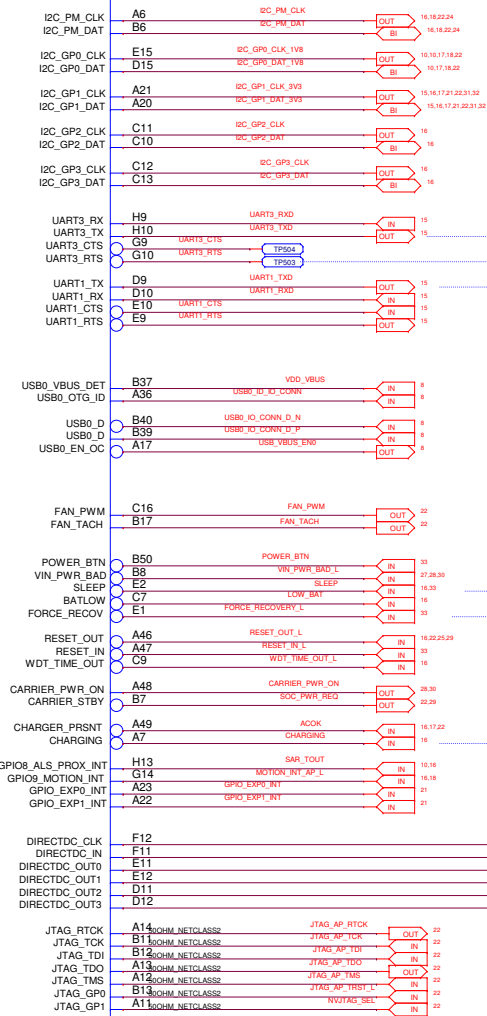 I2C_PM_CLK A6 I2C_PM_CLK OUT 16,18,22,24
I2C_PM_DAT B6 I2C_PM_DAT BI 16,18,22,24
I2C_GP0_CLK E15 I2C_GP0_CLK_1V8 OUT 10,10,17,18,22
I2C_GP0_DAT D15 I2C_GP0_DAT_1V8 BI 10,17,18,22
I2C_GP1_CLK A21 I2C_GP1_CLK_3V3 OUT 15,16,17,21,22,31,32
I2C_GP1_DAT A20 I2C_GP1_DAT_3V3 BI 15,16,17,21,22,31,32
I2C_GP2_CLK C11 I2C_GP2_CLK OUT 16
I2C_GP2_DAT C10 I2C_GP2_DAT BI 16
I2C_GP3_CLK C12 I2C_GP3_CLK OUT 16
I2C_GP3_DAT C13 I2C_GP3_DAT BI 16
UART3_RX H9 UART3_RXD IN 15
UART3_TX H10 UART3_TXD OUT 15
UART3_CTS G9 UART3_CTS TP504
UART3_RTS G10 UART3_RTS TP503
UART1_TX D9 UART1_TXD OUT 15
UART1_RX D10 UART1_RXD IN 15
UART1_CTS E10 UART1_CTS IN 15
UART1_RTS E9 UART1_RTS OUT 15
USB0_VBUS_DET B37 VDD_VBUS IN 8
USB0_OTG_ID A36 USB0_ID_IO_CONN IN 8
USB0_D B40 USB0_IO_CONN_D_N IN 8
USB0_D B39 USB0_IO_CONN_D_P IN 8
USB0_EN_OC A17 USB_VBUS_EN0 OUT 8
FAN_PWM C16 FAN_PWM OUT 22
FAN_TACH B17 FAN_TACH OUT 22
POWER_BTN B50 POWER_BTN IN 33
VIN_PWR_BAD B8 VIN_PWR_BAD_L IN 27,28,30
SLEEP E2 SLEEP IN 16,33
BATLOW C7 LOW_BAT IN 16
FORCE_RECOV E1 FORCE_RECOVERY_L IN 33
RESET_OUT A46 RESET_OUT_L IN 16,22,25,29
RESET_IN A47 RESET_IN_L IN 33
WDT_TIME_OUT C9 WDT_TIME_OUT_L IN 16
CARRIER_PWR_ON A48 CARRIER_PWR_ON OUT 28,30
CARRIER_STBY B7 SOC_PWR_REQ OUT 22,29
CHARGER_PRSNT A49 ACOK IN 16,17,22
CHARGING A7 CHARGING IN 16
GPIO8_ALS_PROX_INT H13 SAR_TOUT IN 10,16
GPIO9_MOTION_INT G14 MOTION_INT_AP_L IN 16,18
GPIO_EXP0_INT A23 GPIO_EXP0_INT IN 21
GPIO_EXP1_INT A22 GPIO_EXP1_INT IN 21
DIRECTDC_CLK F12
DIRECTDC_IN F11
DIRECTDC_OUT0 E11
DIRECTDC_OUT1 E12
DIRECTDC_OUT2 D11
DIRECTDC_OUT3 D12
JTAG_RTCK A14 50OHM_NETCLASS2 JTAG_AP_RTCK OUT 22
JTAG_TCK B11 50OHM_NETCLASS2 JTAG_AP_TCK IN 22
JTAG_TDI B12 50OHM_NETCLASS2 JTAG_AP_TDI IN 22
JTAG_TDO A13 50OHM_NETCLASS2 JTAG_AP_TDO OUT 22
JTAG_TMS A12 50OHM_NETCLASS2 JTAG_AP_TMS IN 22
JTAG_GP0 B13 50OHM_NETCLASS2 JTAG_AP_TRST_L IN 22
JTAG_GP1 A11 50OHM_NETCLASS2 NVJTAG_SEL IN 22